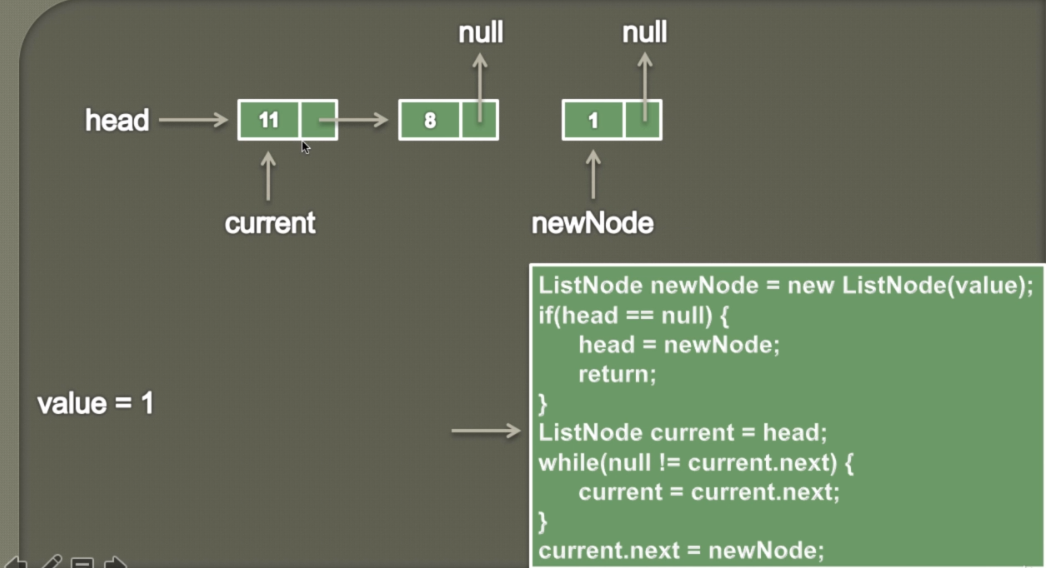 null null
head 11 8 1
current newNode
ListNode newNode = new ListNode(value);
if(head == null) {
head = newNode;
return;
}
value = 1
ListNode current = head;
while(null != current.next) {
current = current.next;
}
current.next = newNode;